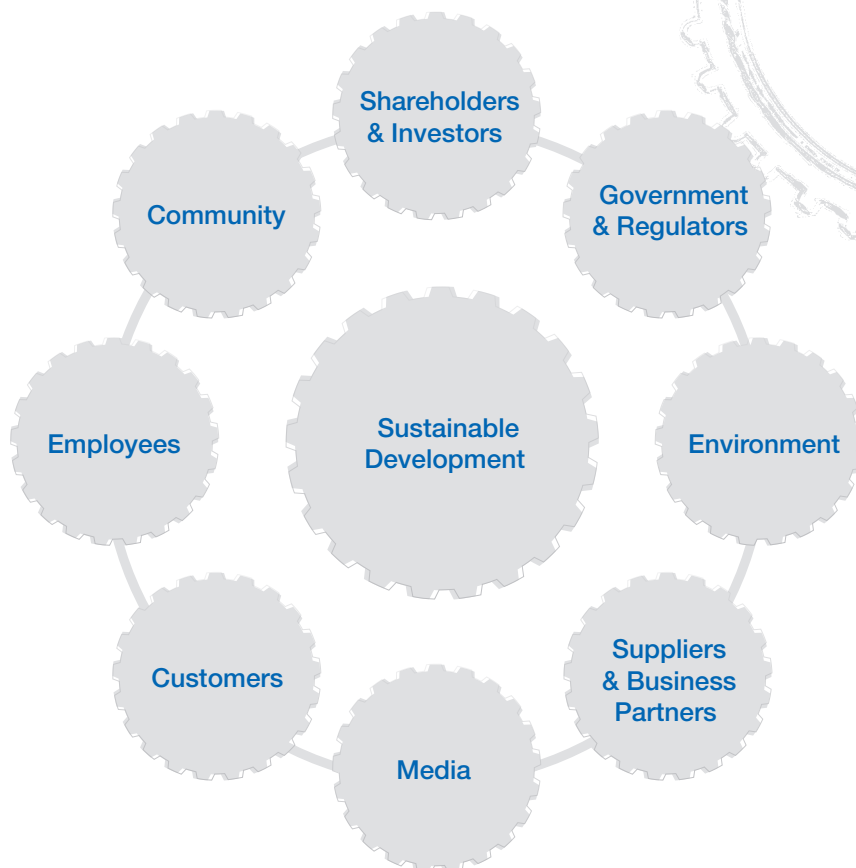 Shareholders
& Investors
Government
& Regulators
Community
Sustainable
Development
Employees
Environment
Suppliers
& Business
Partners
Customers
Media